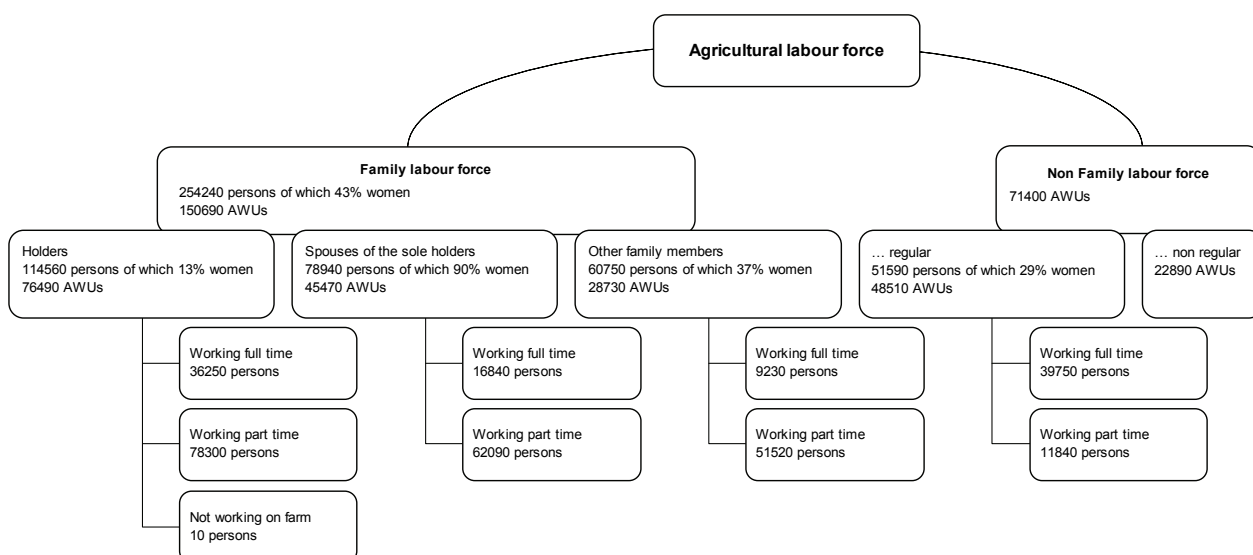 Agricultural labour force
Family labour force
254240 persons of which 43% women
150690 AWUs
Non Family labour force
71400 AWUs
Holders
114560 persons of which 13% women
76490 AWUs
Spouses of the sole holders
78940 persons of which 90% women
45470 AWUs
Other family members
60750 persons of which 37% women
28730 AWUs
... regular
51590 persons of which 29% women
48510 AWUs
... non regular
22890 AWUs
Working full time
36250 persons
Working full time
16840 persons
Working full time
9230 persons
Working full time
39750 persons
Working part time
78300 persons
Working part time
62090 persons
Working part time
51520 persons
Working part time
11840 persons
Not working on farm
10 persons